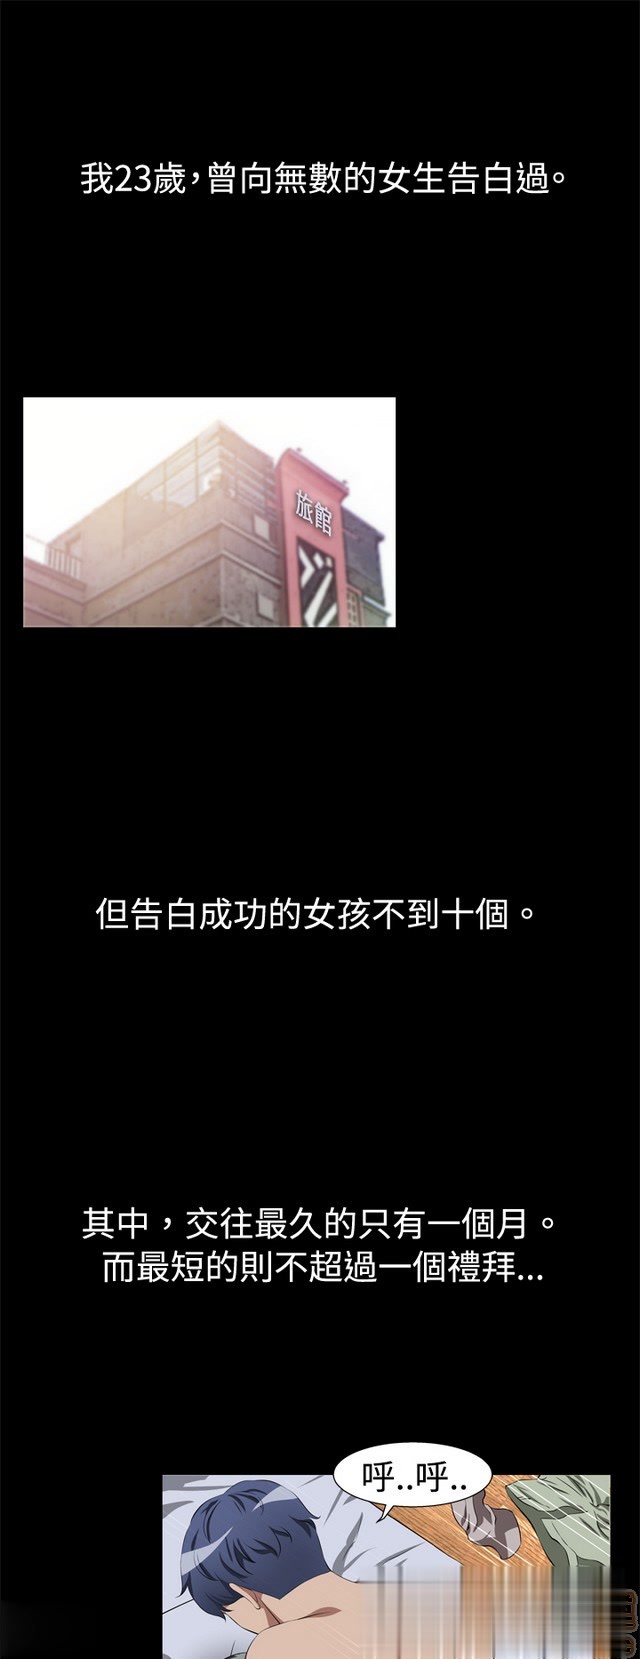 我23歲，曾向無數的女生告白過。
旅館
但告白成功的女孩不到十個。
其中，交往最久的只有一個月。
而最短的則不超過一個禮拜...
呼..呼..